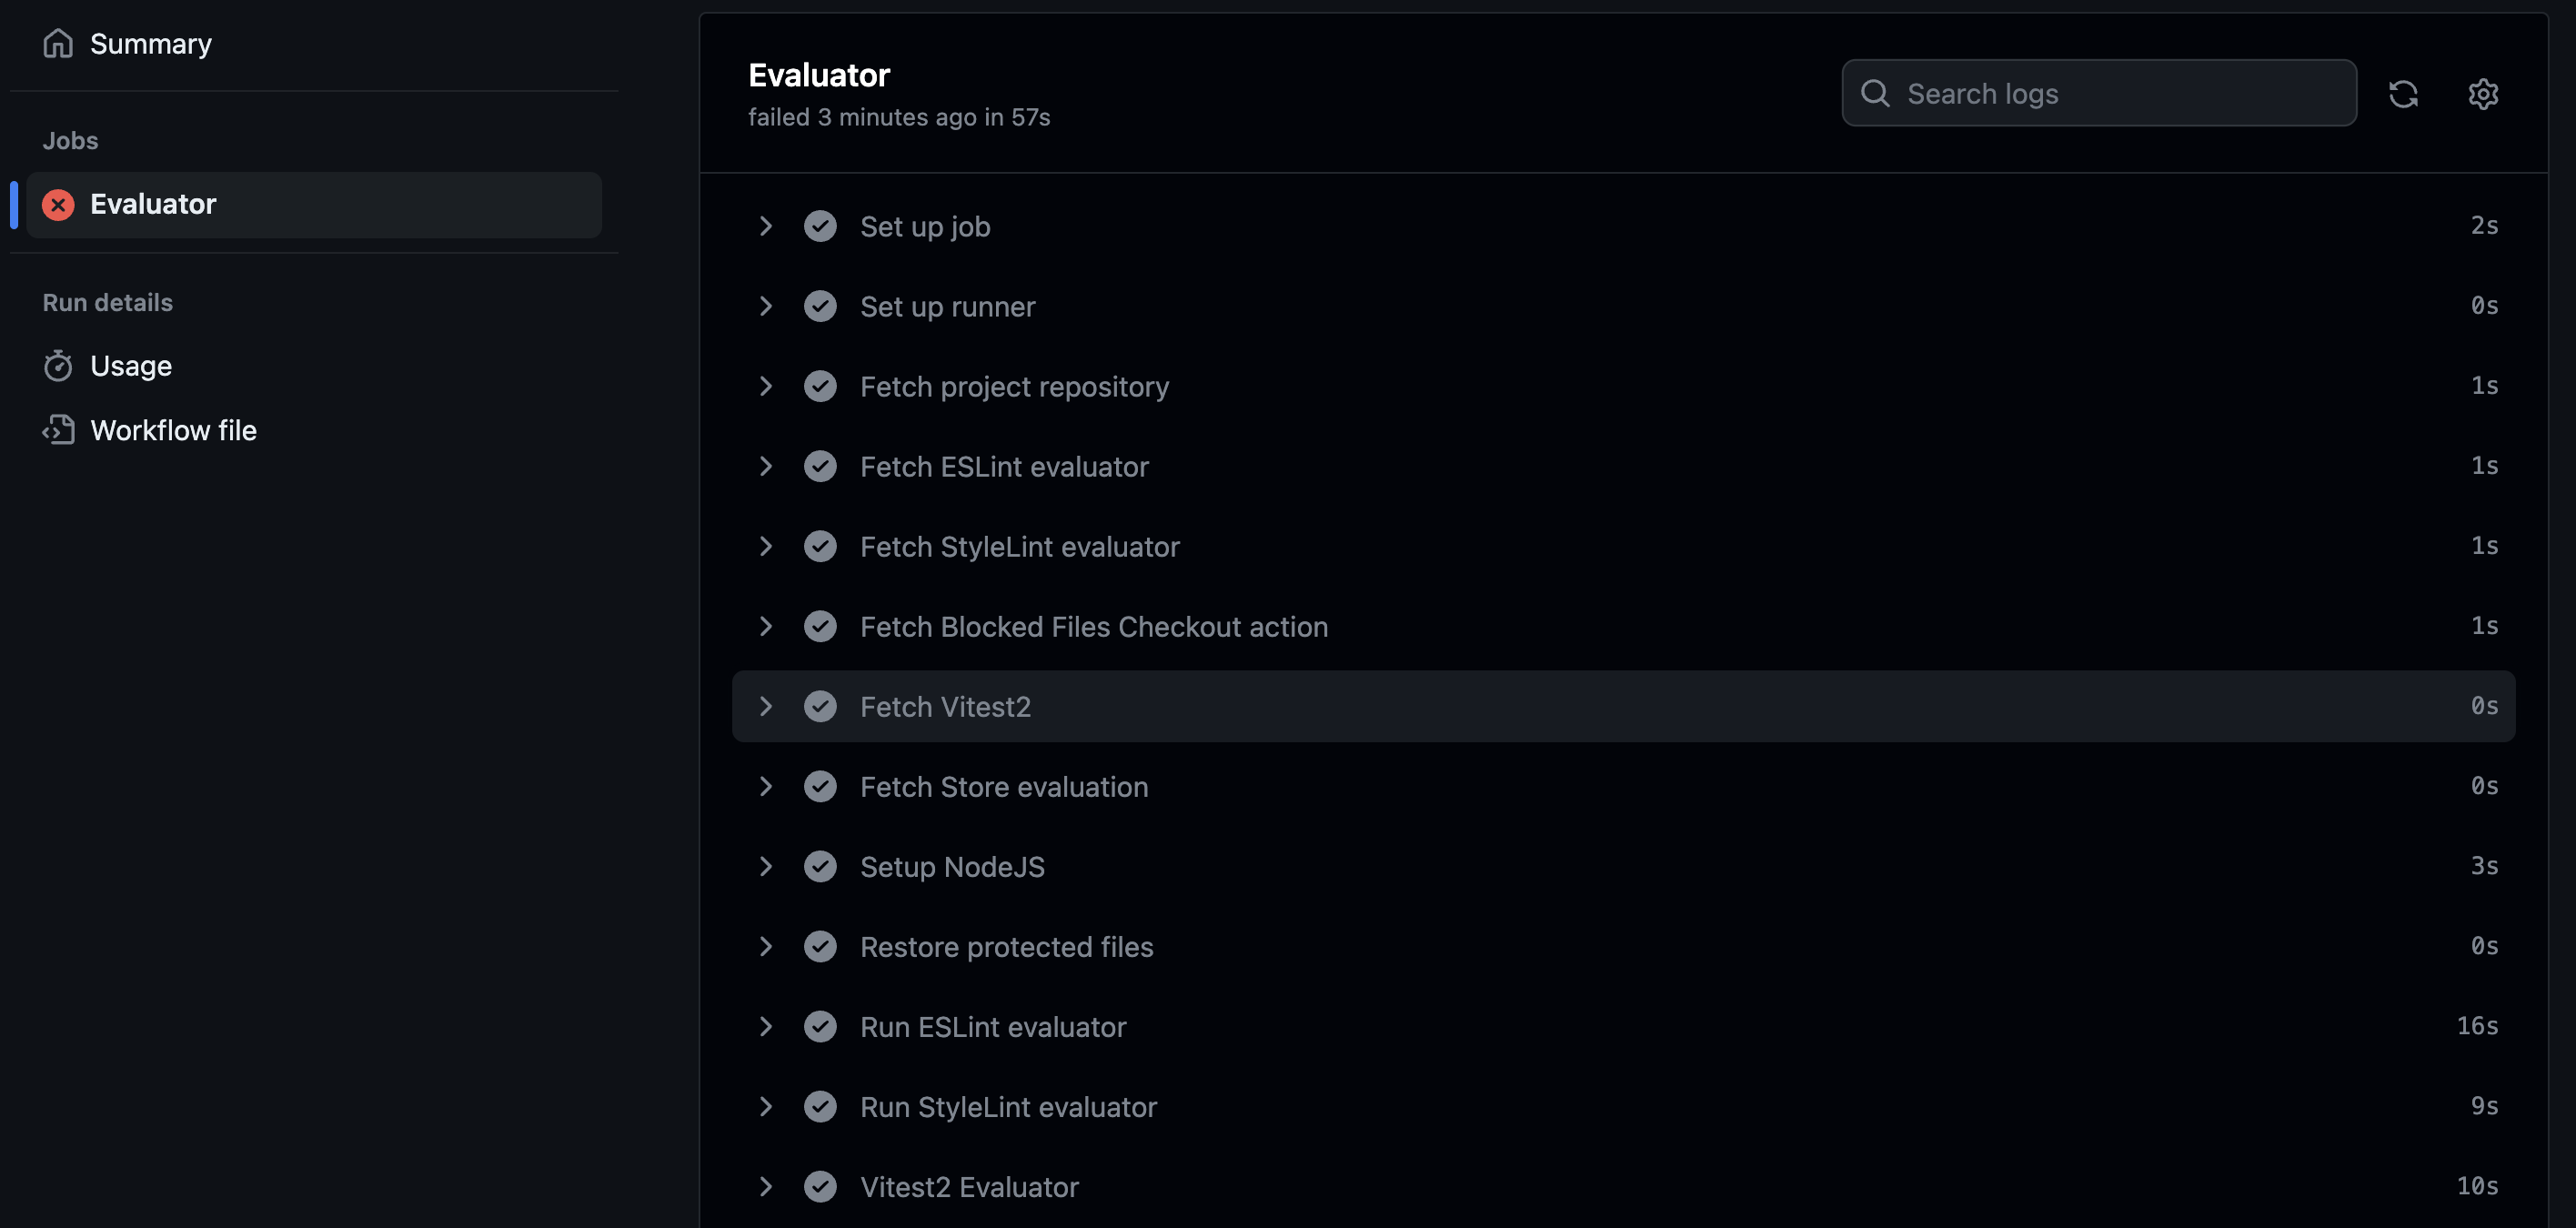 Summary
Jobs
Evaluator
Run details
Usage
Workflow file
Evaluator
failed 3 minutes ago in 57s
Search logs
Set up job 2s
Set up runner 0s
Fetch project repository 1s
Fetch ESLint evaluator 1s
Fetch StyleLint evaluator 1s
Fetch Blocked Files Checkout action 1s
Fetch Vitest2 0s
Fetch Store evaluation 0s
Setup NodeJS 3s
Restore protected files 0s
Run ESLint evaluator 16s
Run StyleLint evaluator 9s
Vitest2 Evaluator 10s